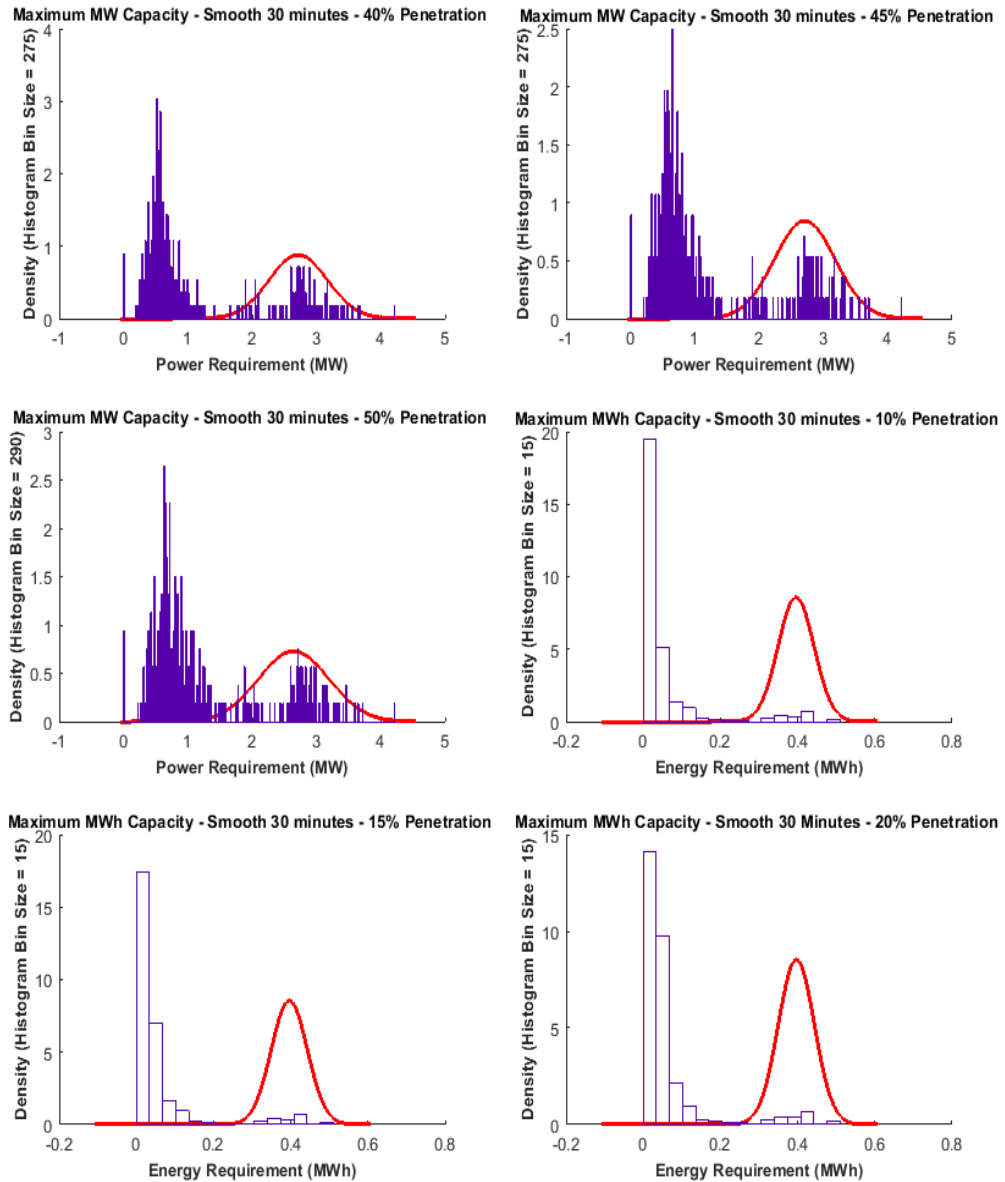 Maximum MW Capacity - Smooth 30 minutes - 40% Penetration
Density (Histogram Bin Size = 275)
4
3
2
1
0
-1 0 1 2 3 4 5
Power Requirement (MW)
Maximum MW Capacity - Smooth 30 minutes - 45% Penetration
Density (Histogram Bin Size = 275)
2.5
2
1.5
1
0.5
0
-1 0 1 2 3 4 5
Power Requirement (MW)
Maximum MW Capacity - Smooth 30 minutes - 50% Penetration
Density (Histogram Bin Size = 290)
3
2.5
2
1.5
1
0.5
0
-1 0 1 2 3 4 5
Power Requirement (MW)
Maximum MWh Capacity - Smooth 30 minutes - 10% Penetration
Density (Histogram Bin Size = 15)
20
15
10
5
0
-0.2 0 0.2 0.4 0.6 0.8
Energy Requirement (MWh)
Maximum MWh Capacity - Smooth 30 minutes - 15% Penetration
Density (Histogram Bin Size = 15)
20
15
10
5
0
-0.2 0 0.2 0.4 0.6 0.8
Energy Requirement (MWh)
Maximum MWh Capacity - Smooth 30 Minutes - 20% Penetration
Density (Histogram Bin Size = 15)
15
10
5
0
-0.2 0 0.2 0.4 0.6 0.8
Energy Requirement (MWh)